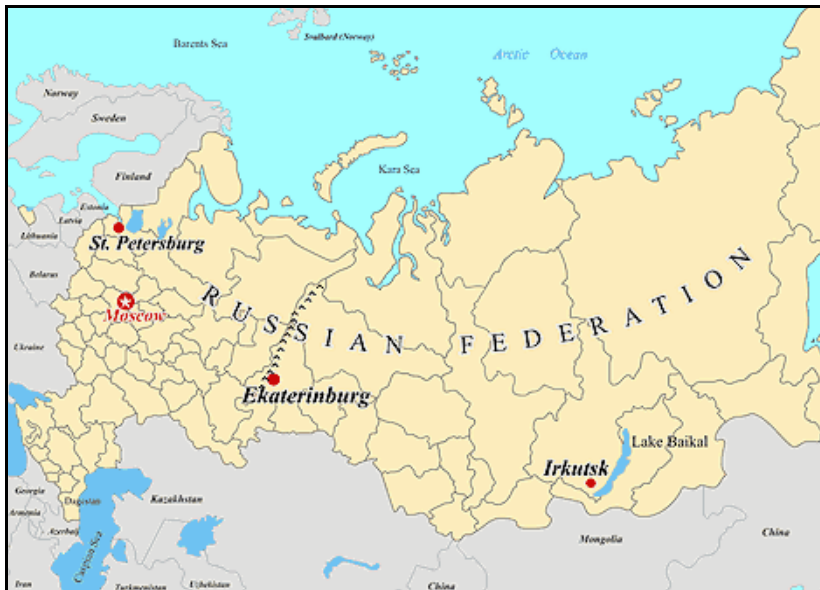 Svalbard (Norway)
Barents Sea
Arctic Ocean
Norway
Sweden
Kara Sea
Finland
Estonia
Latvia
Lithuania
St. Petersburg
Belarus
RUSSIAN FEDERATION
Moscow
Ukraine
Ekaterinburg
Lake Baikal
Irkutsk
Georgia
Dagistan
Kazakhstan
Armenia
Azerbaij
Caspian Sea
Mongolia
China
Iran
Turkmenistan
Uzbekistan
China